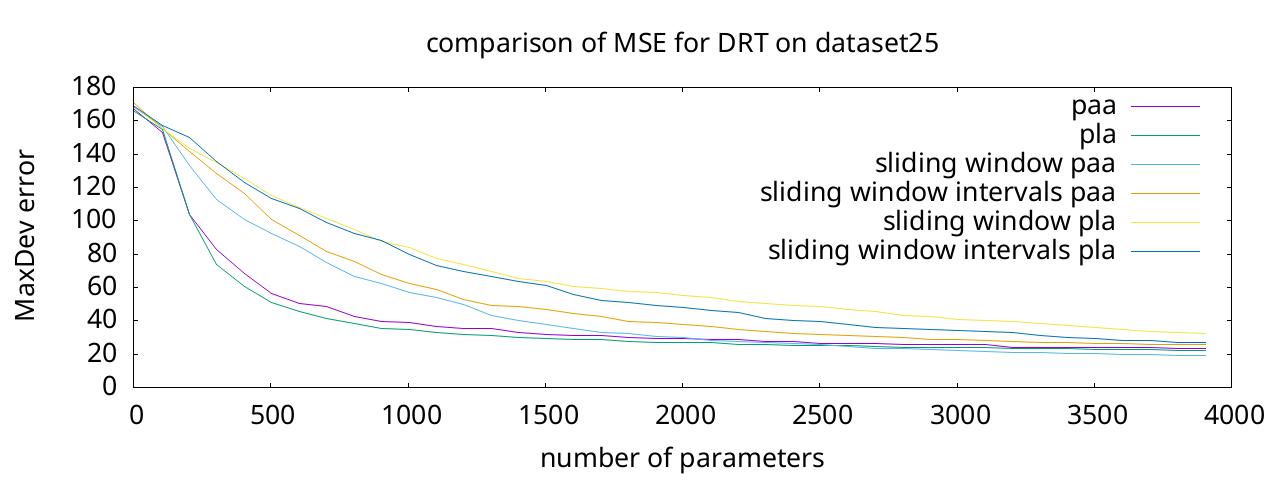 comparison of MSE for DRT on dataset25
180
160
140
120
100
80
60
40
20
0
MaxDev error
paa
pla
sliding window paa
sliding window intervals paa
sliding window pla
sliding window intervals pla
0 500 1000 1500 2000 2500 3000 3500 4000
number of parameters